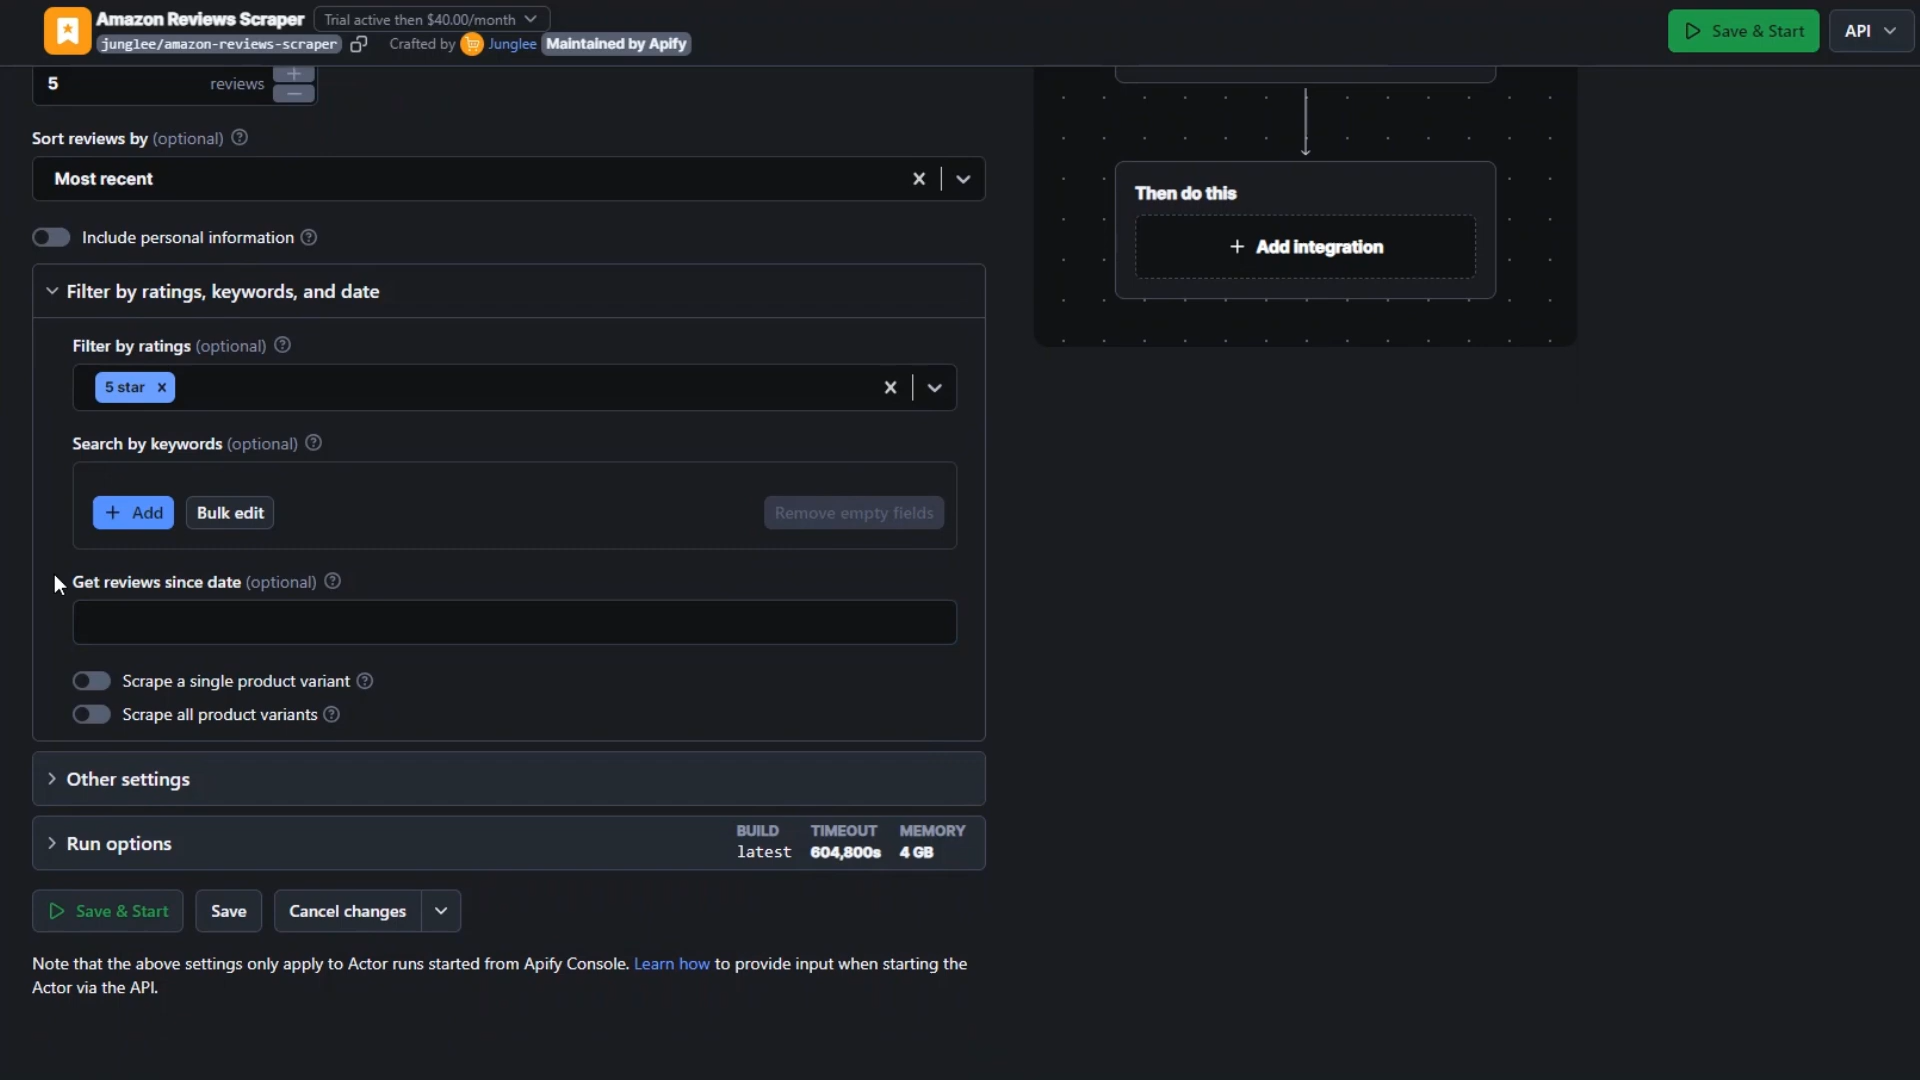 Amazon Reviews Scraper Trial active then $40.00/month
junglee/amazon-reviews-scraper Crafted by Junglee Maintained by Apify
Save & Start API
5 reviews
Sort reviews by (optional)
Most recent
Include personal information
Filter by ratings, keywords, and date
Filter by ratings (optional)
5 star
Search by keywords (optional)
+ Add Bulk edit Remove empty fields
Get reviews since date (optional)
Scrape a single product variant
Scrape all product variants
Other settings
Run options BUILD TIMEOUT MEMORY
latest 604,800s 4 GB
Save & Start Save Cancel changes
Note that the above settings only apply to Actor runs started from Apify Console. Learn how to provide input when starting the
Actor via the API.
Then do this
+ Add integration